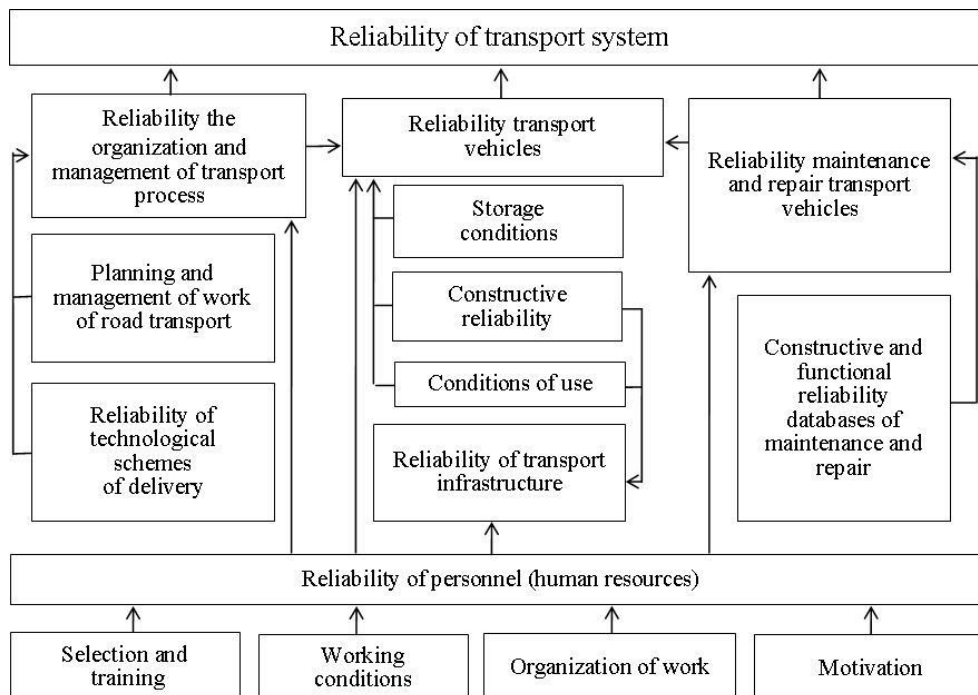 Reliability of transport system
Reliability the
organization and
management of transport
process
Reliability transport
vehicles
Reliability maintenance
and repair transport
vehicles
Storage
conditions
Planning and
management of work
of road transport
Constructive
reliability
Constructive and
functional
reliability
databases of
maintenance and
repair
Conditions of use
Reliability of
technological
schemes
of delivery
Reliability of transport
infrastructure
Reliability of personnel (human resources)
Selection and
training
Working
conditions
Organization of work
Motivation